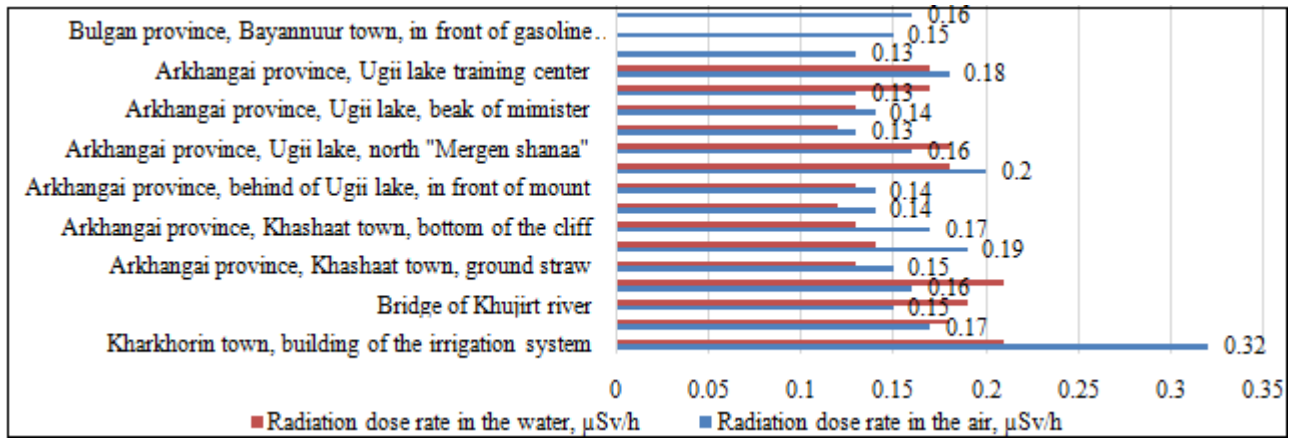 0.16
Bulgan province, Bayannuur town, in front of gasoline..
0.15
0.13
Arkhangai province, Ugii lake training center
0.18
0.13
Arkhangai province, Ugii lake, beak of mimister
0.14
0.13
Arkhangai province, Ugii lake, north "Mergen shanaa"
0.16
0.2
Arkhangai province, behind of Ugii lake, in front of mount
0.14
0.14
Arkhangai province, Khashaat town, bottom of the cliff
0.17
0.19
Arkhangai province, Khashaat town, ground straw
0.15
0.16
Bridge of Khujirt river
0.15
0.17
Kharkhorin town, building of the irrigation system
0.32
0 0.05 0.1 0.15 0.2 0.25 0.3 0.35
Radiation dose rate in the water, µSv/h Radiation dose rate in the air, µSv/h